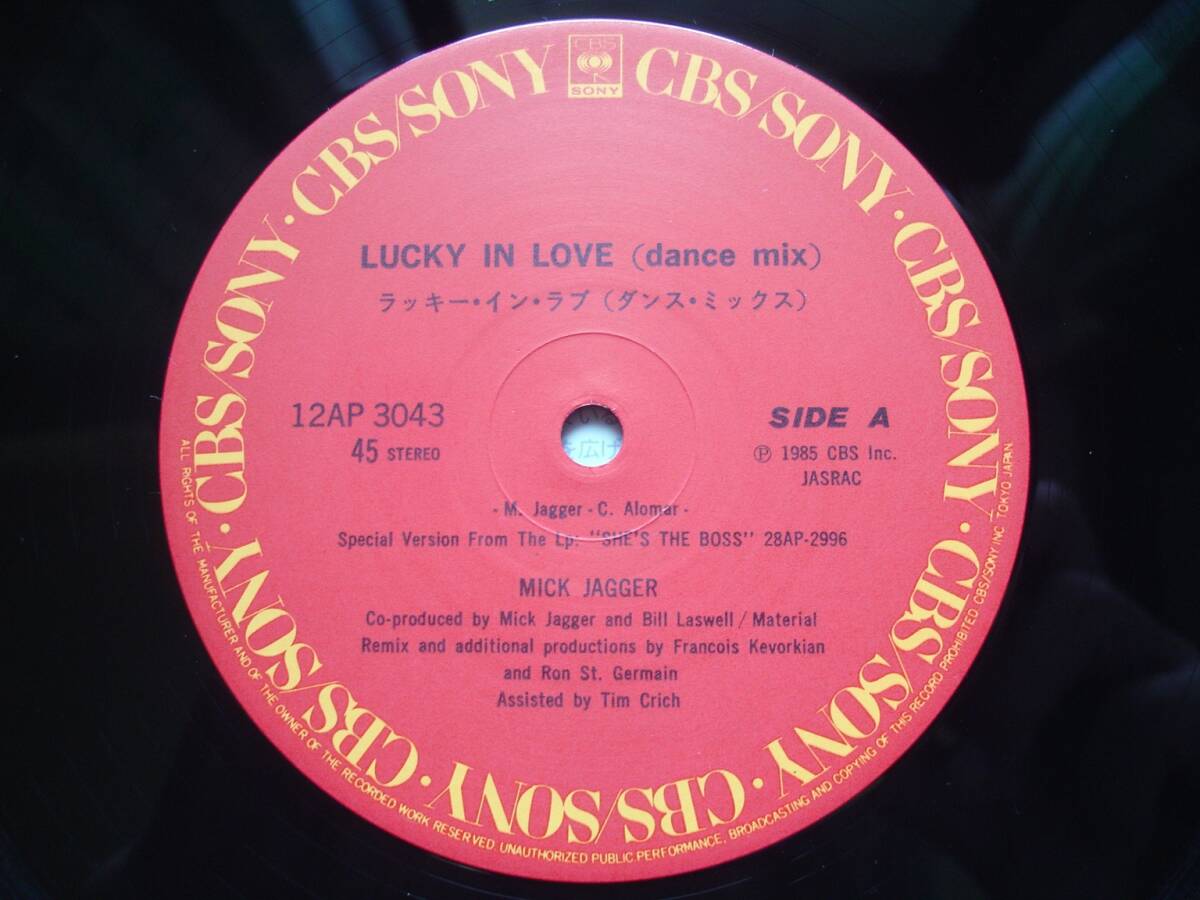 CBS
SONY
CBS/SONY · CBS/SONY · CBS/SONY · CBS/SONY · CBS/SONY · CBS/SONY · CBS/SONY · CBS/SONY · CBS/SONY · CBS/SONY
LUCKY IN LOVE (dance mix)
ラッキー・イン・ラブ(ダンス・ミックス)
12AP 3043
45 STEREO
SIDE A
Ⓟ 1985 CBS Inc.
JASRAC
- M. Jagger - C. Alomar -
Special Version From The Lp: "SHE'S THE BOSS" 28AP-2996
MICK JAGGER
Co-produced by Mick Jagger and Bill Laswell/Material
Remix and additional productions by Francois Kevorkian
and Ron St. Germain
Assisted by Tim Crich
ALL RIGHTS OF THE MANUFACTURER AND OF THE OWNER OF THE RECORDED WORK RESERVED. UNAUTHORIZED PUBLIC PERFORMANCE, BROADCASTING AND COPYING OF THIS RECORD PROHIBITED CBS/SONY INC. TOKYO JAPAN